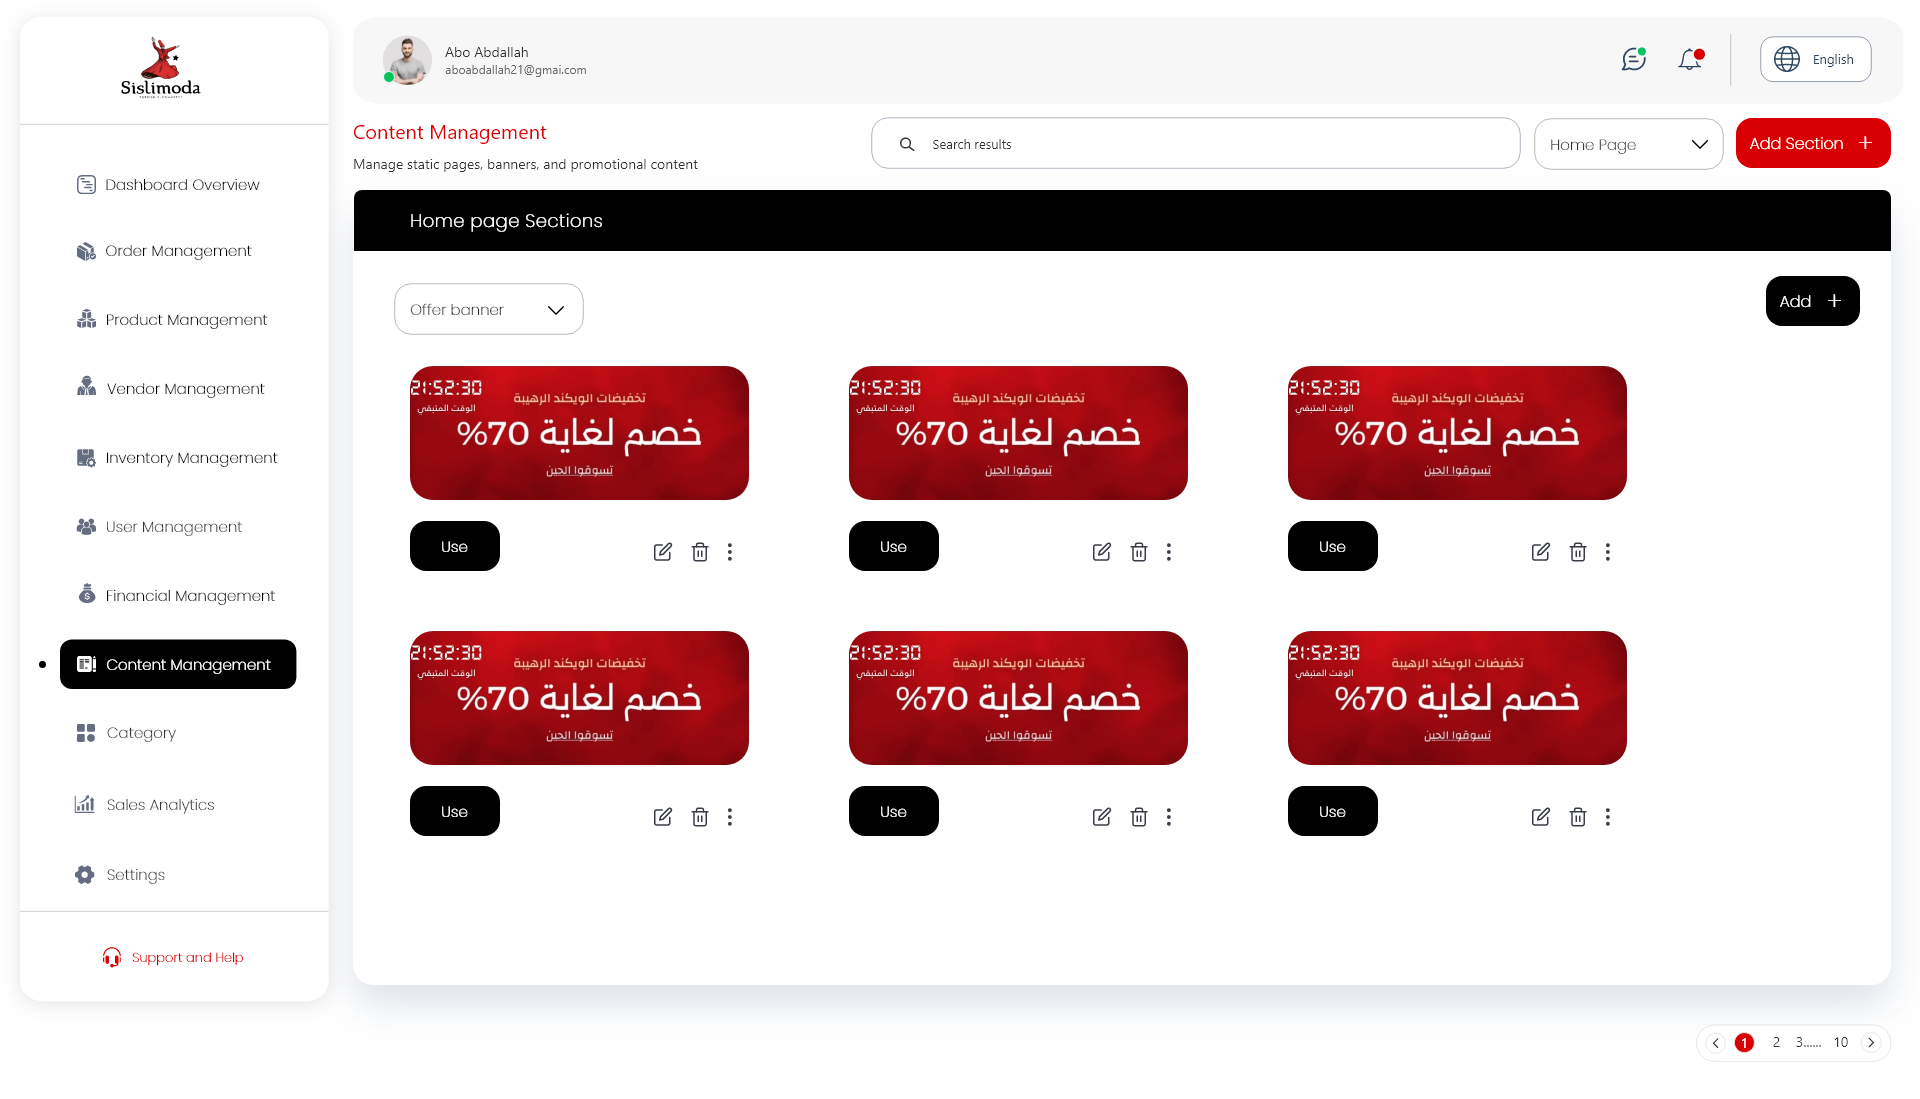 Sislimoda
Dashboard Overview
Order Management
Product Management
Vendor Management
Inventory Management
User Management
Financial Management
Content Management
Category
Sales Analytics
Settings
Support and Help
Abo Abdallah
aboabdallah21@gmai.com
English
Content Management
Manage static pages, banners, and promotional content
Search results
Home Page
Add Section
Home page Sections
Offer banner
Add
21:52:30
الوقت المتبقي
تخفيضات الويكند الرهيبة
خصم لغاية 70%
تسوقوا الحين
Use
21:52:30
الوقت المتبقي
تخفيضات الويكند الرهيبة
خصم لغاية 70%
تسوقوا الحين
Use
21:52:30
الوقت المتبقي
تخفيضات الويكند الرهيبة
خصم لغاية 70%
تسوقوا الحين
Use
21:52:30
الوقت المتبقي
تخفيضات الويكند الرهيبة
خصم لغاية 70%
تسوقوا الحين
Use
21:52:30
الوقت المتبقي
تخفيضات الويكند الرهيبة
خصم لغاية 70%
تسوقوا الحين
Use
21:52:30
الوقت المتبقي
تخفيضات الويكند الرهيبة
خصم لغاية 70%
تسوقوا الحين
Use
1 2 3...... 10